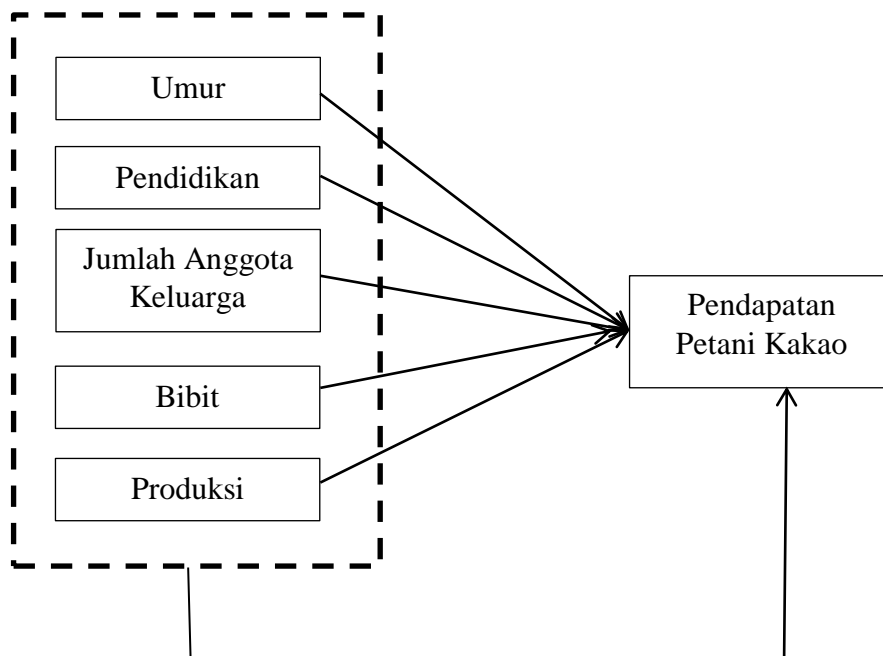 Umur
Pendidikan
Jumlah Anggota
Keluarga
Bibit
Produksi
Pendapatan
Petani Kakao